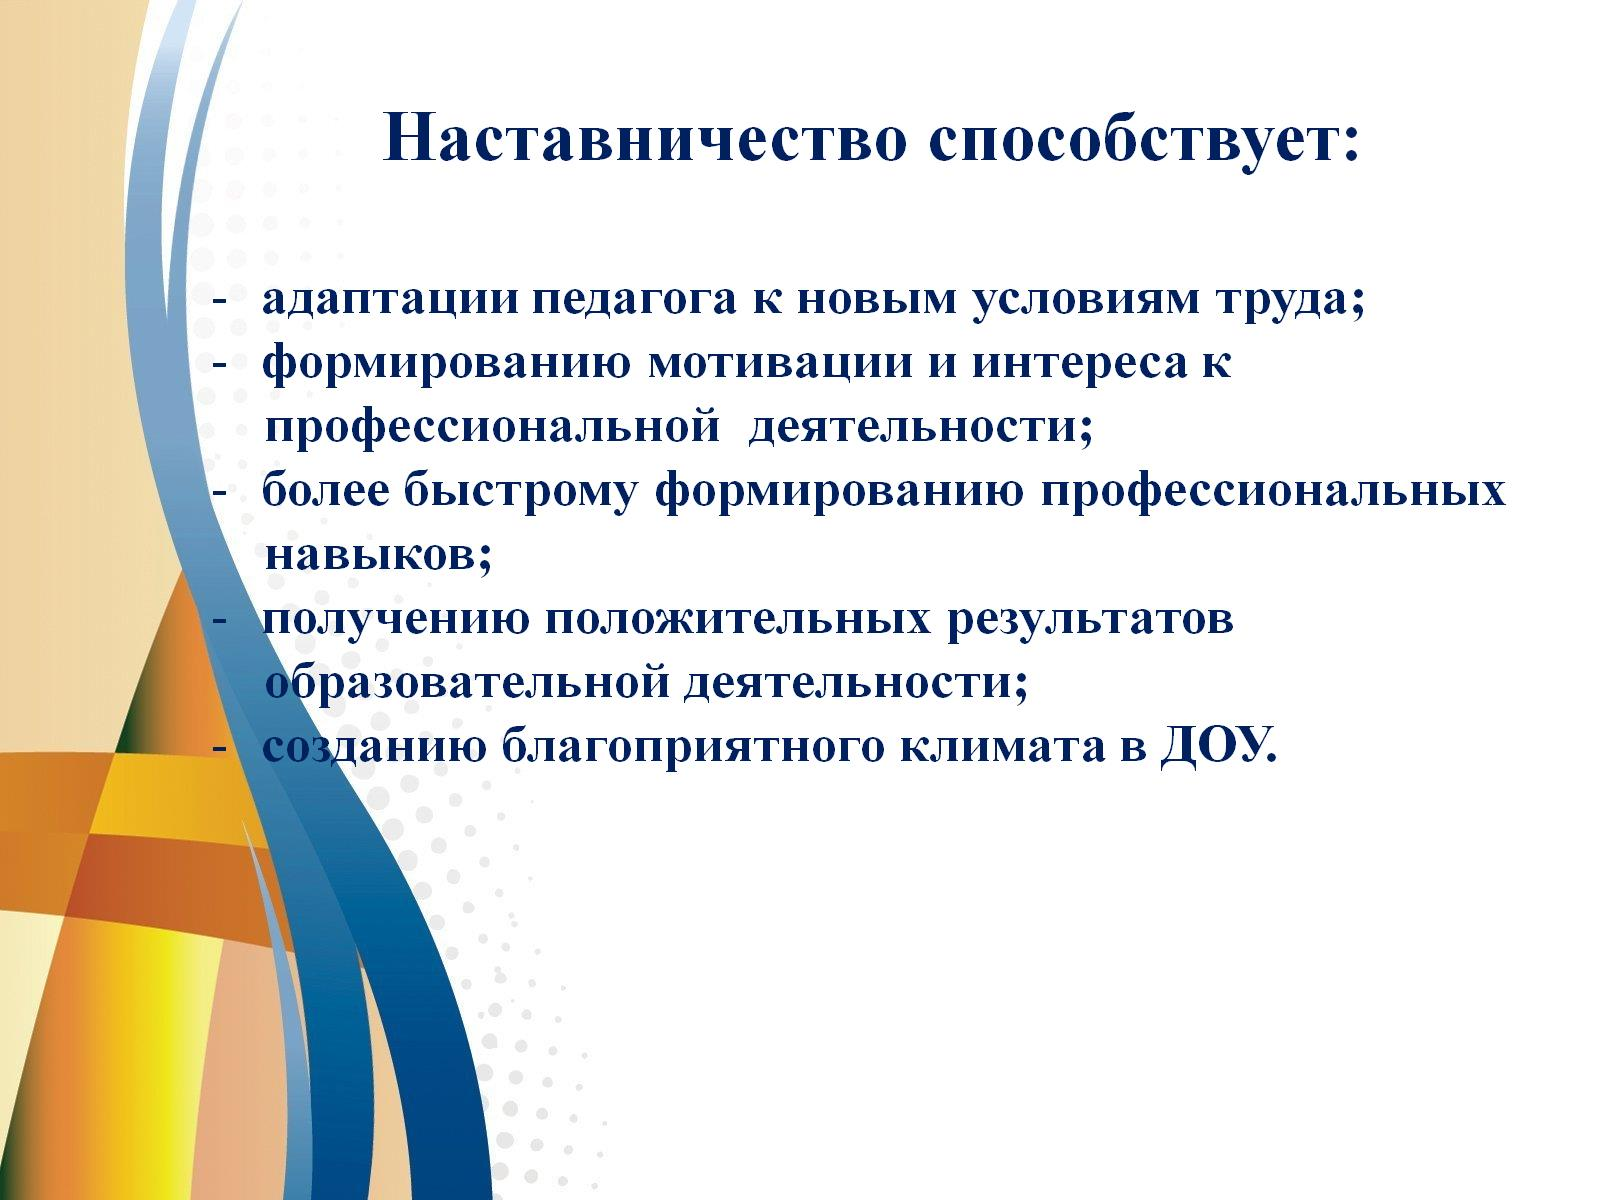 Наставничество способствует:
- адаптации педагога к новым условиям труда;
- формированию мотивации и интереса к
профессиональной деятельности;
- более быстрому формированию профессиональных
навыков;
- получению положительных результатов
образовательной деятельности;
- созданию благоприятного климата в ДОУ.